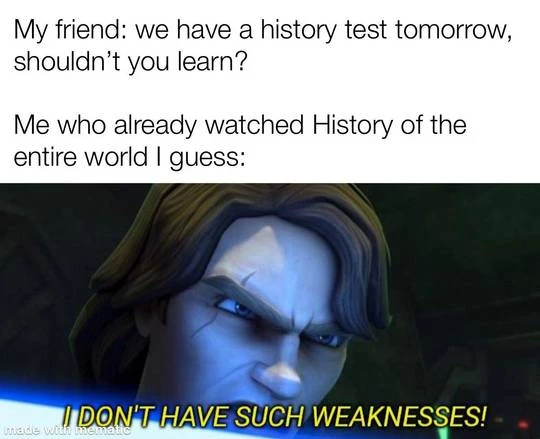 My friend: we have a history test tomorrow,
shouldn’t you learn?
Me who already watched History of the
entire world I guess:
I DON'T HAVE SUCH WEAKNESSES!
made with mematic